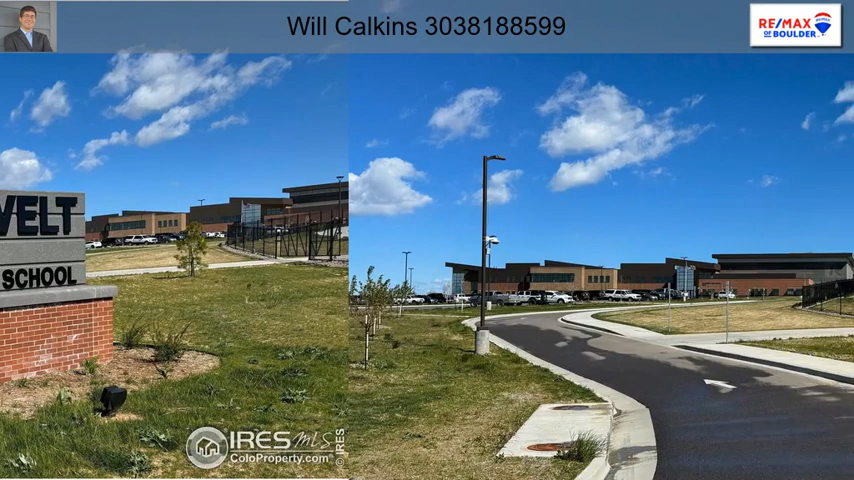 Will Calkins 3038188599
RE/MAX
OF BOULDER
VELT
SCHOOL
IRES MLS
ColoProperty.com
© IRES